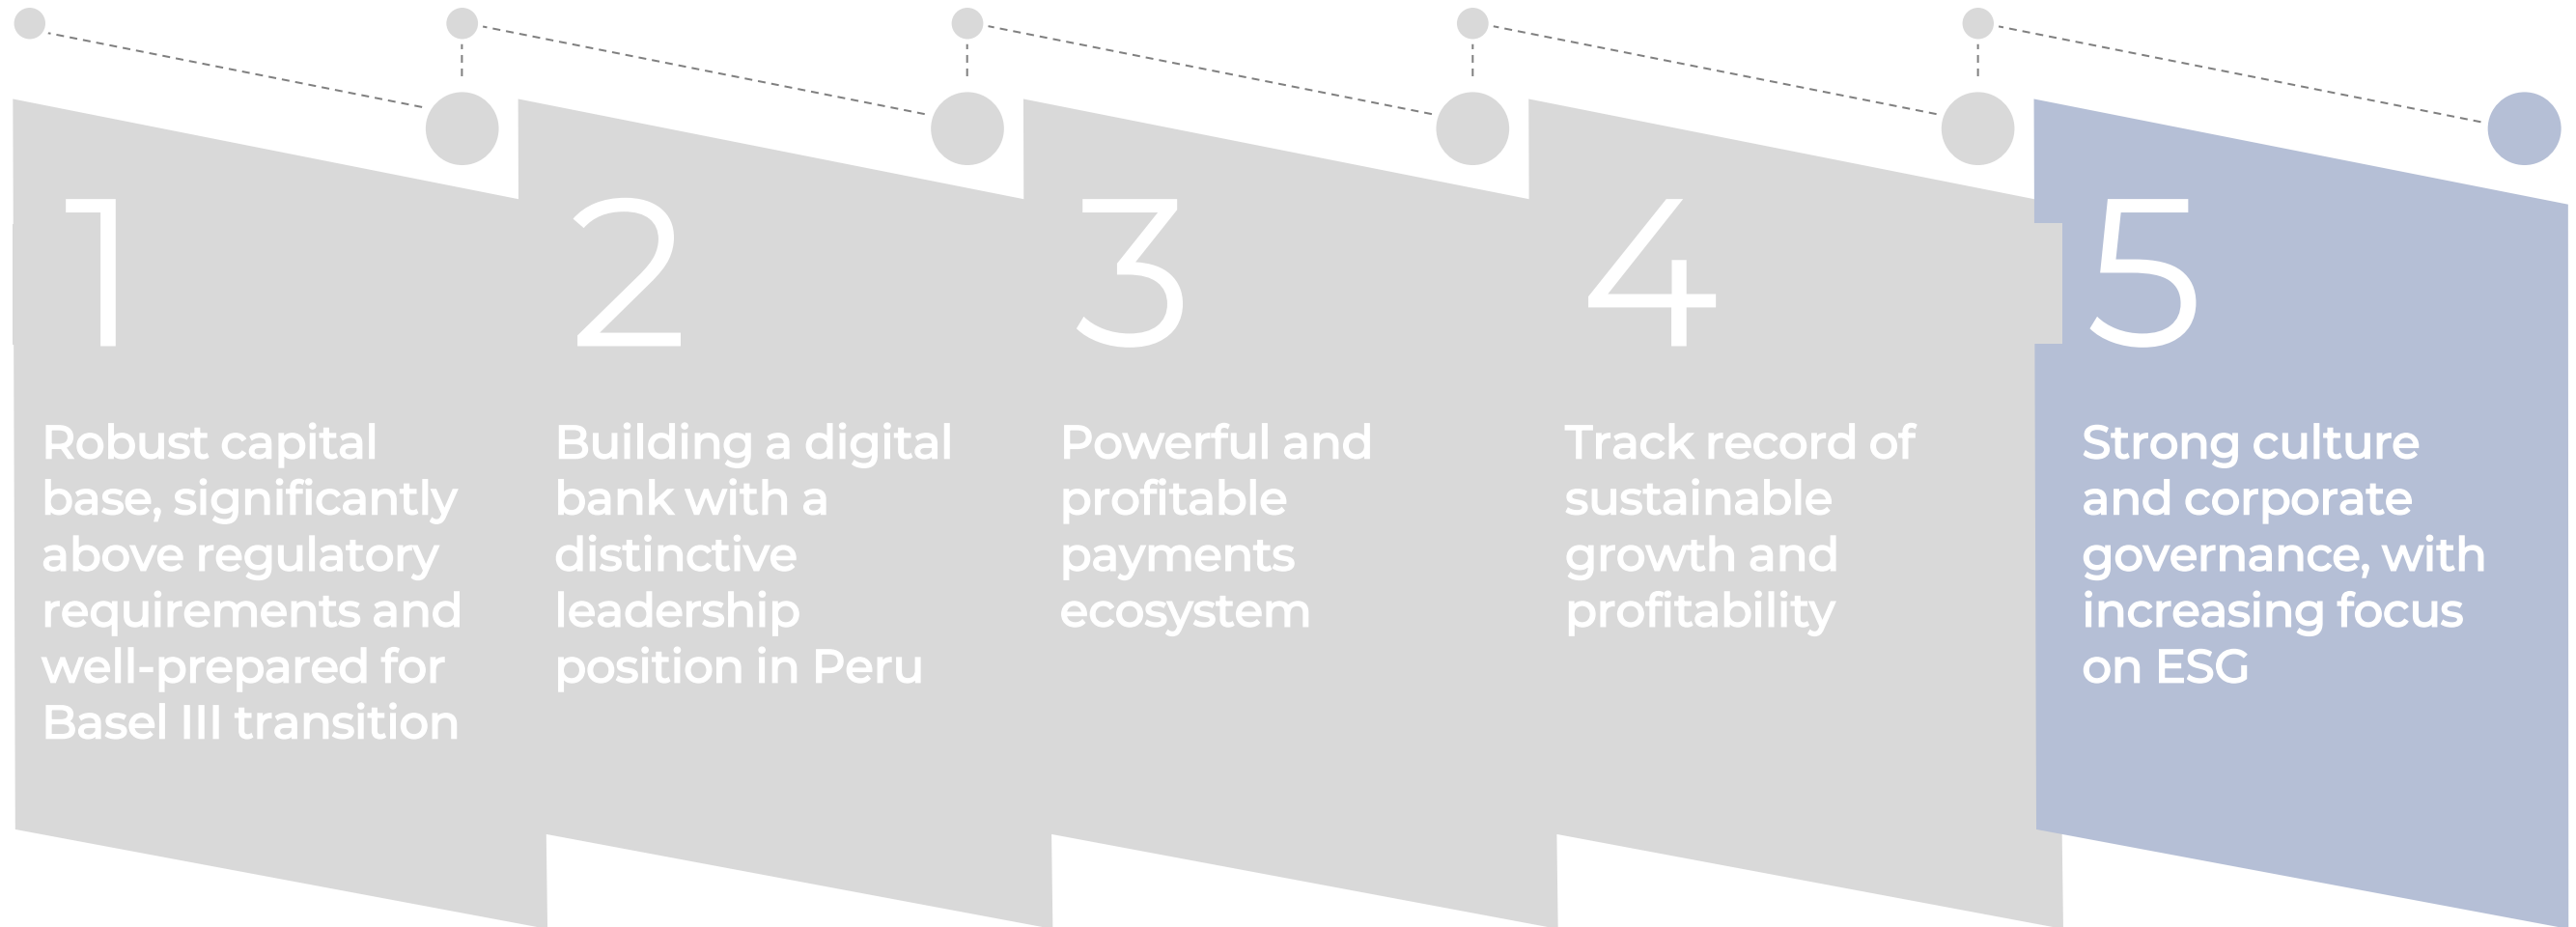 1
Robust capital
base, significantly
above regulatory
requirements and
well-prepared for
Basel III transition
2
Building a digital
bank with a
distinctive
leadership
position in Peru
3
Powerful and
profitable
payments
ecosystem
4
Track record of
sustainable
growth and
profitability
5
Strong culture
and corporate
governance, with
increasing focus
on ESG